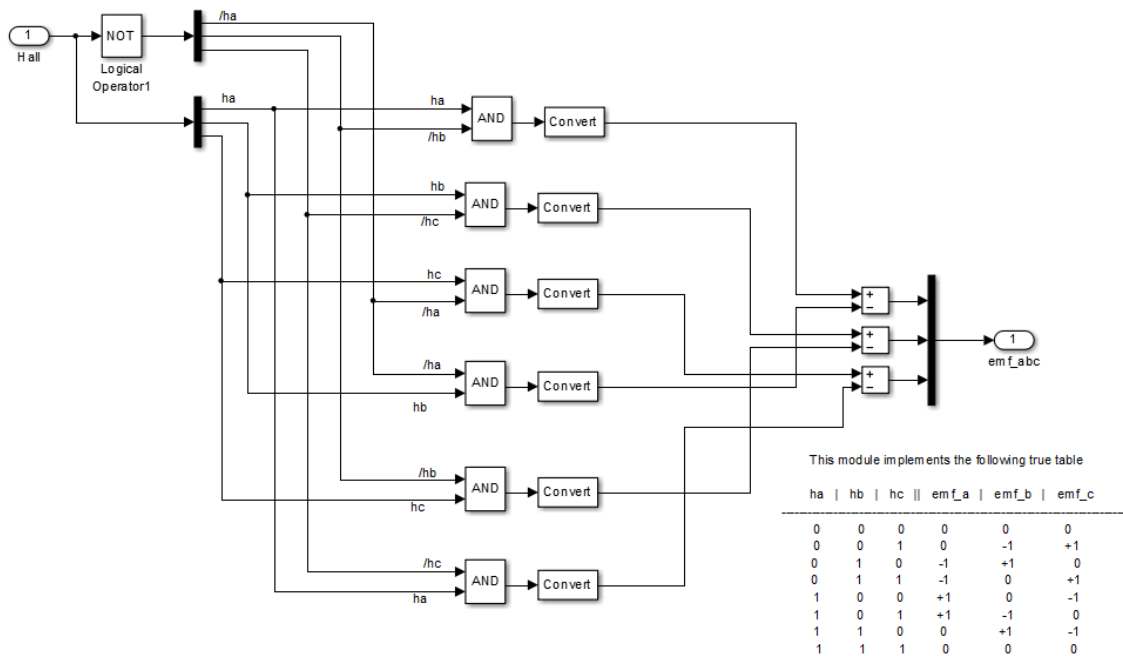 1
Hall
NOT
Logical
Operator1
/ha
ha
ha
/hb
AND
Convert
hb
/hc
AND
Convert
hc
/ha
AND
Convert
/ha
hb
AND
Convert
/hb
hc
AND
Convert
/hc
ha
AND
Convert
+
−
+
−
+
−
1
emf_abc
This module implements the following true table
ha | hb | hc || emf_a | emf_b | emf_c
0 0 0 0 0 0
0 0 1 0 -1 +1
0 1 0 -1 +1 0
0 1 1 -1 0 +1
1 0 0 +1 0 -1
1 0 1 +1 -1 0
1 1 0 0 +1 -1
1 1 1 0 0 0